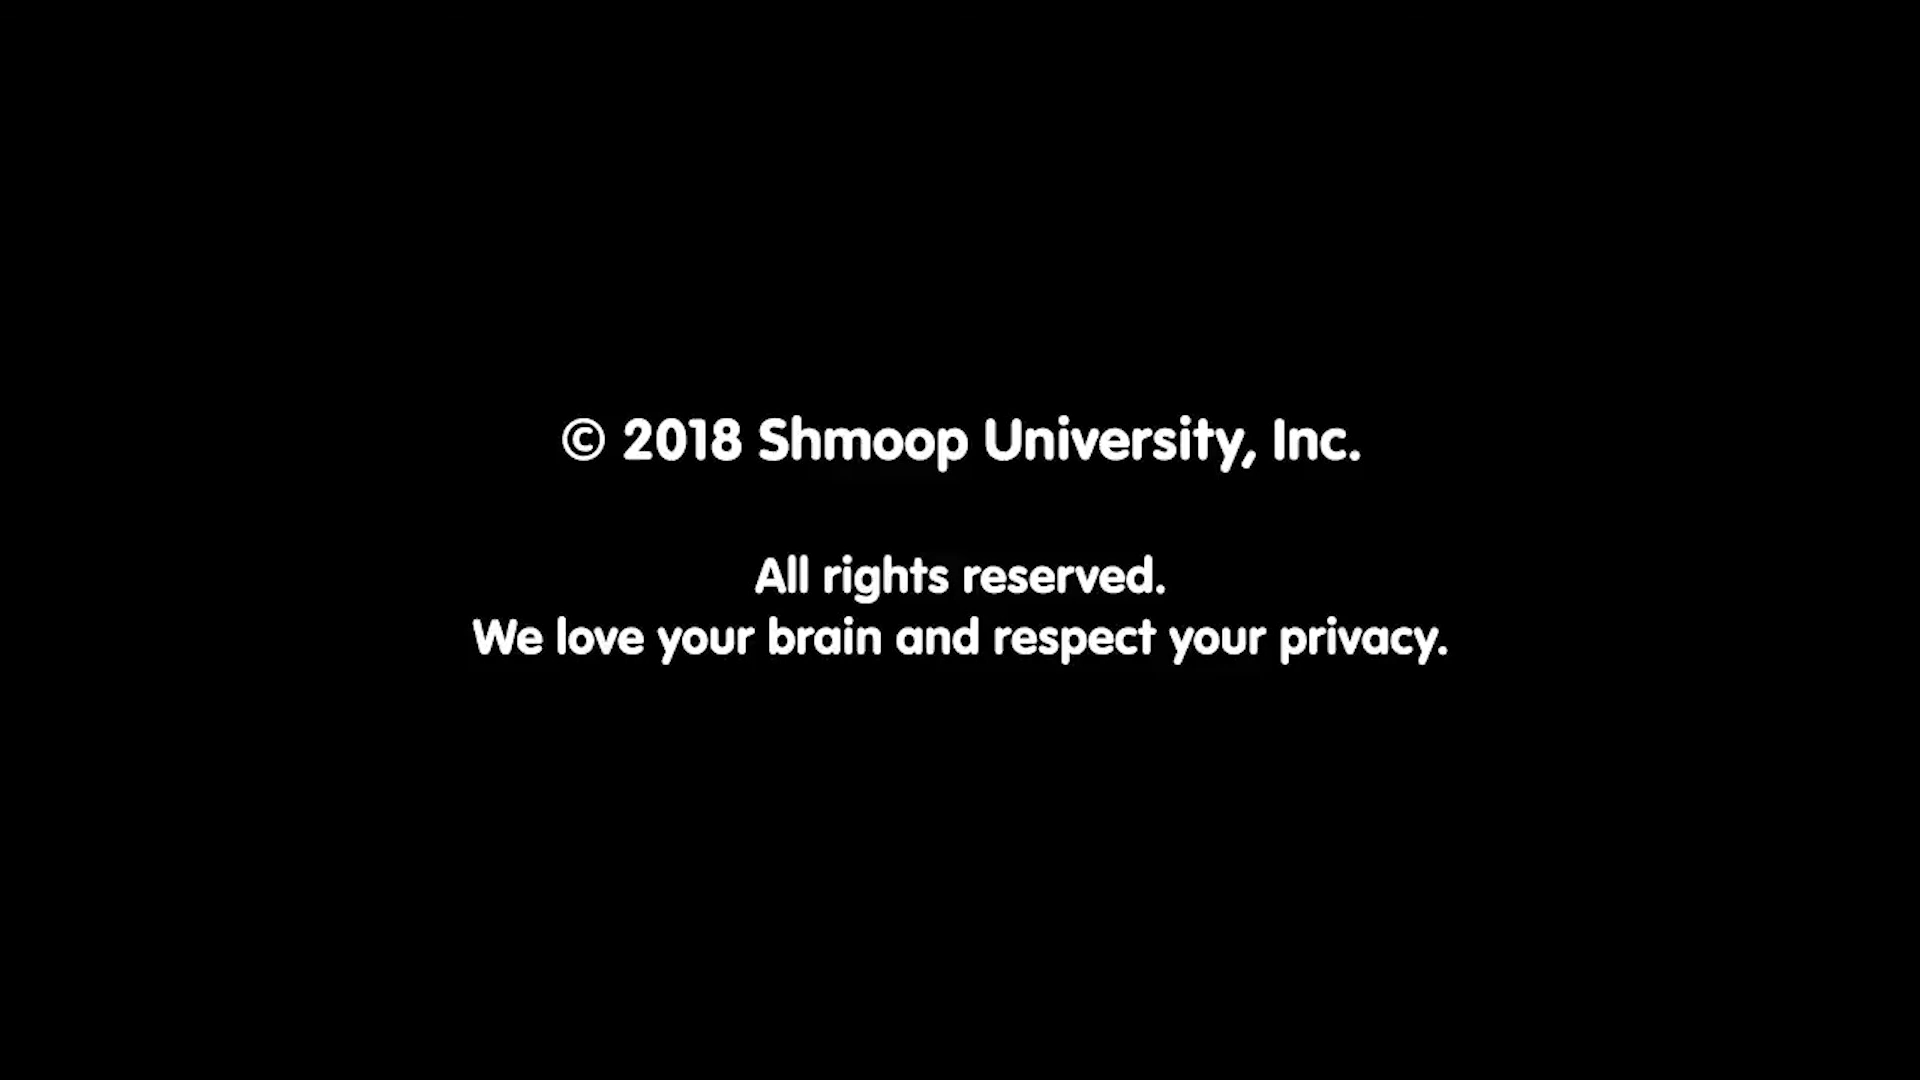 © 2018 Shmoop University, Inc.
All rights reserved.
We love your brain and respect your privacy.